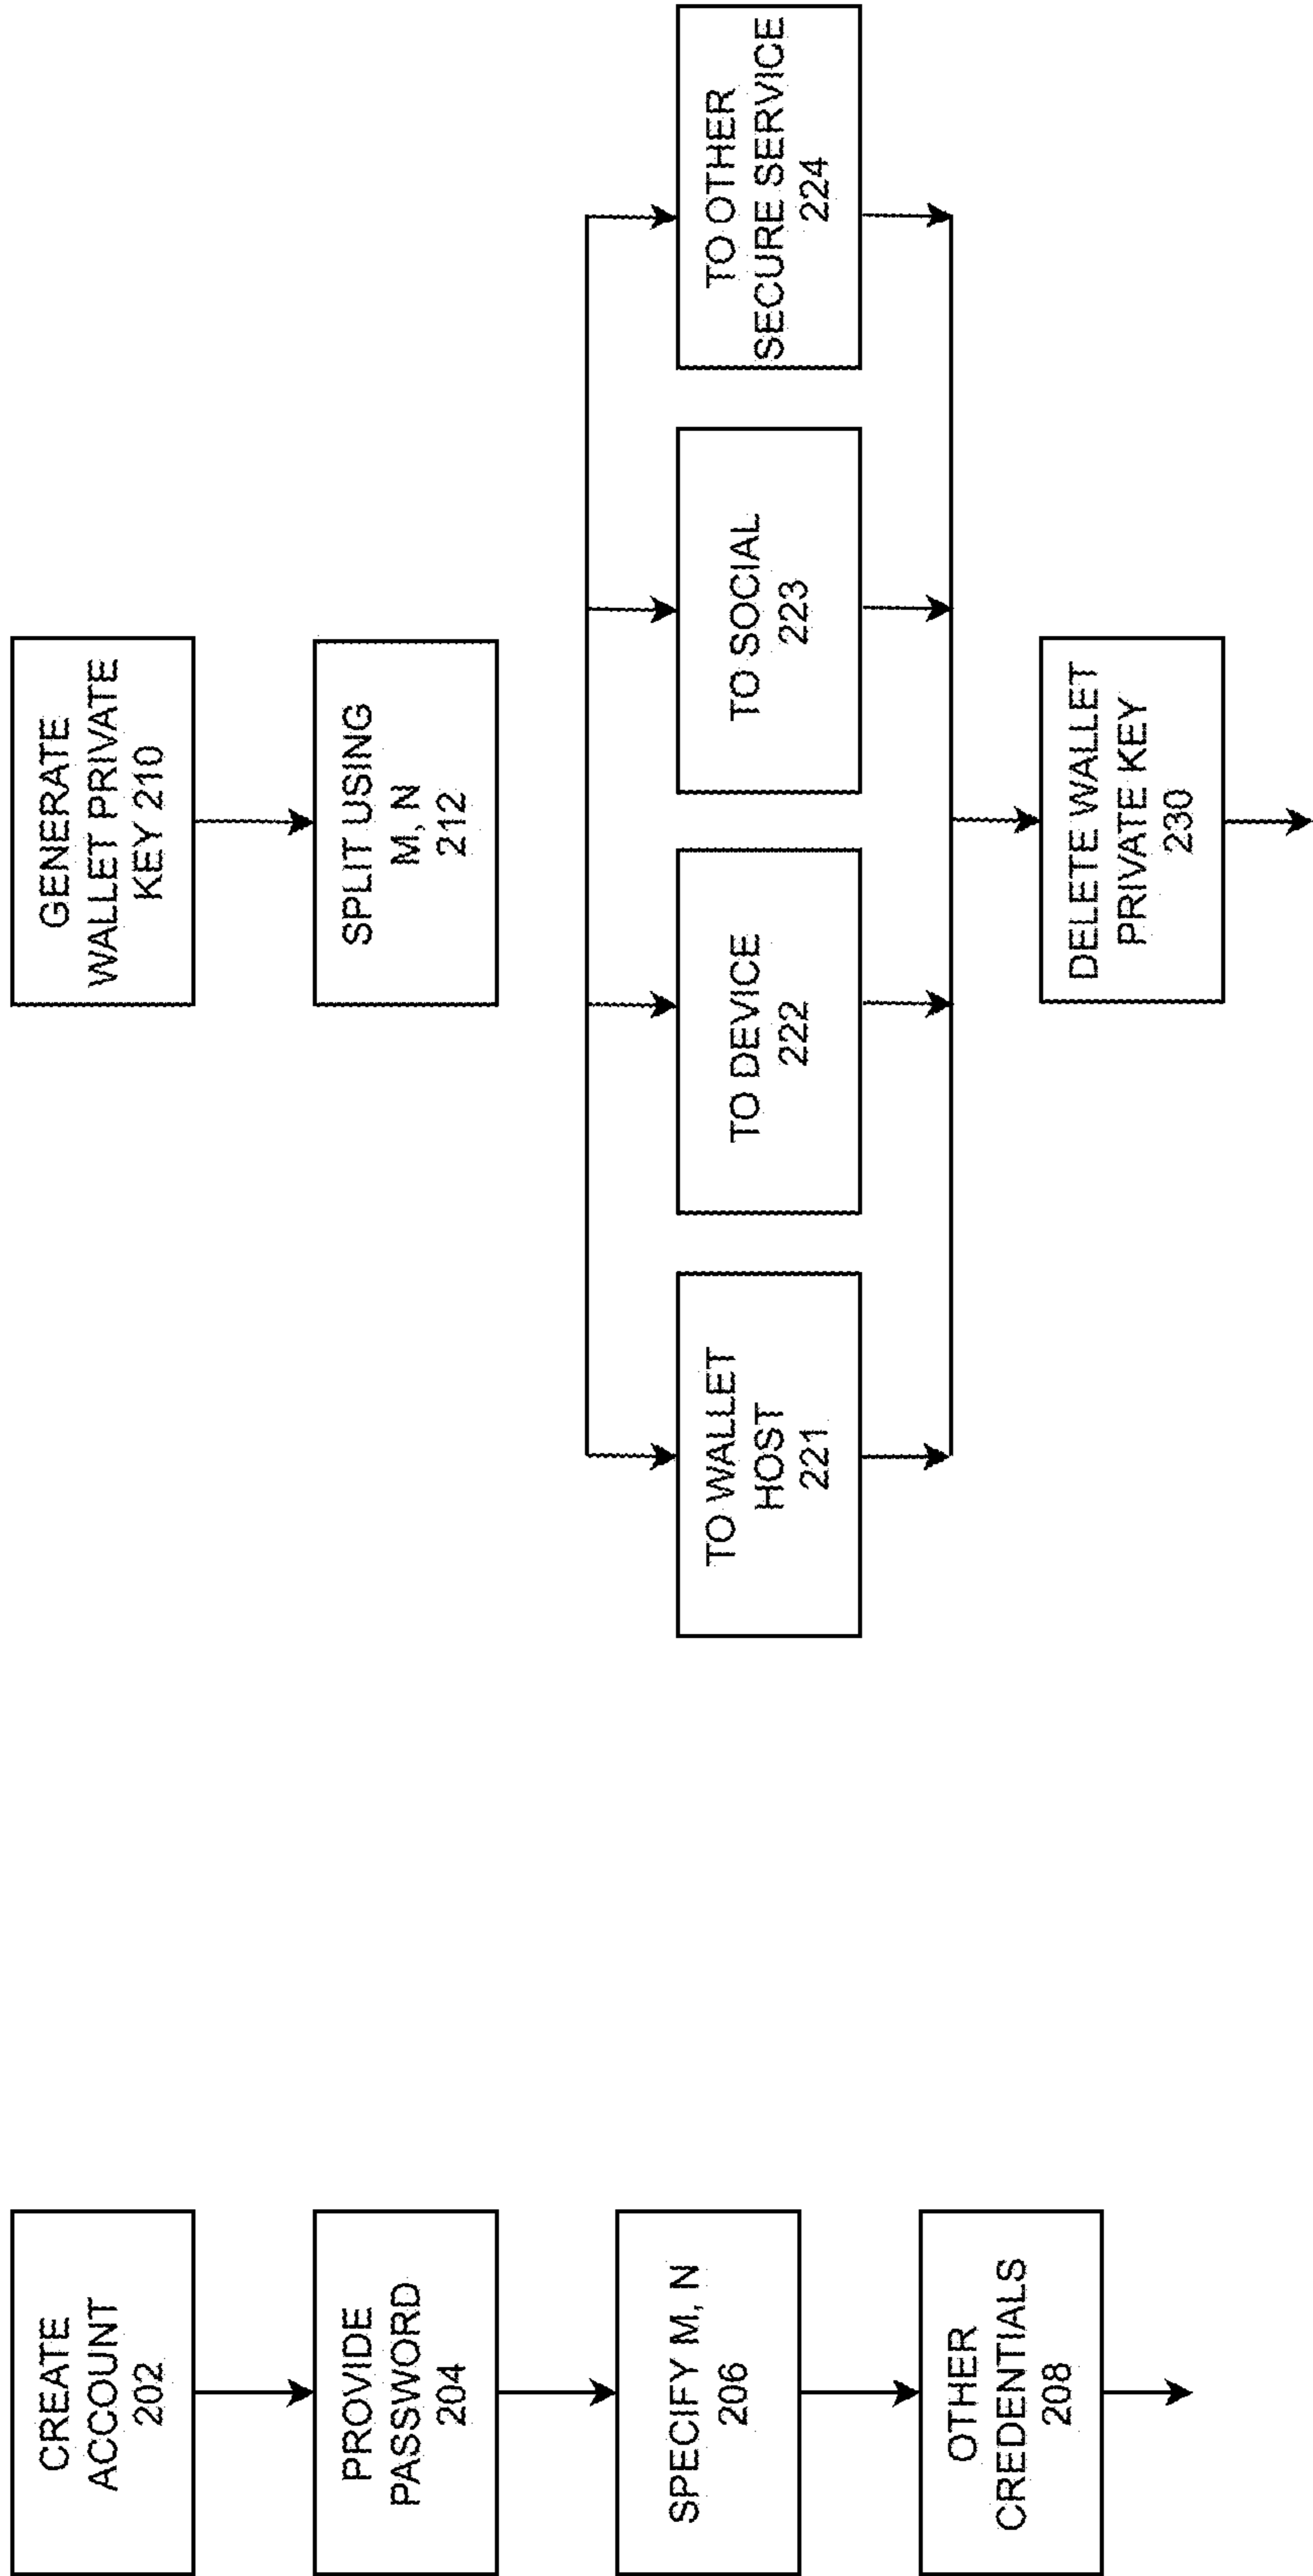 CREATE
ACCOUNT
202
PROVIDE
PASSWORD
204
SPECIFY M, N
206
OTHER
CREDENTIALS
208
GENERATE
WALLET PRIVATE
KEY 210
SPLIT USING
M, N
212
TO WALLET
HOST
221
TO DEVICE
222
TO SOCIAL
223
TO OTHER
SECURE SERVICE
224
DELETE WALLET
PRIVATE KEY
230